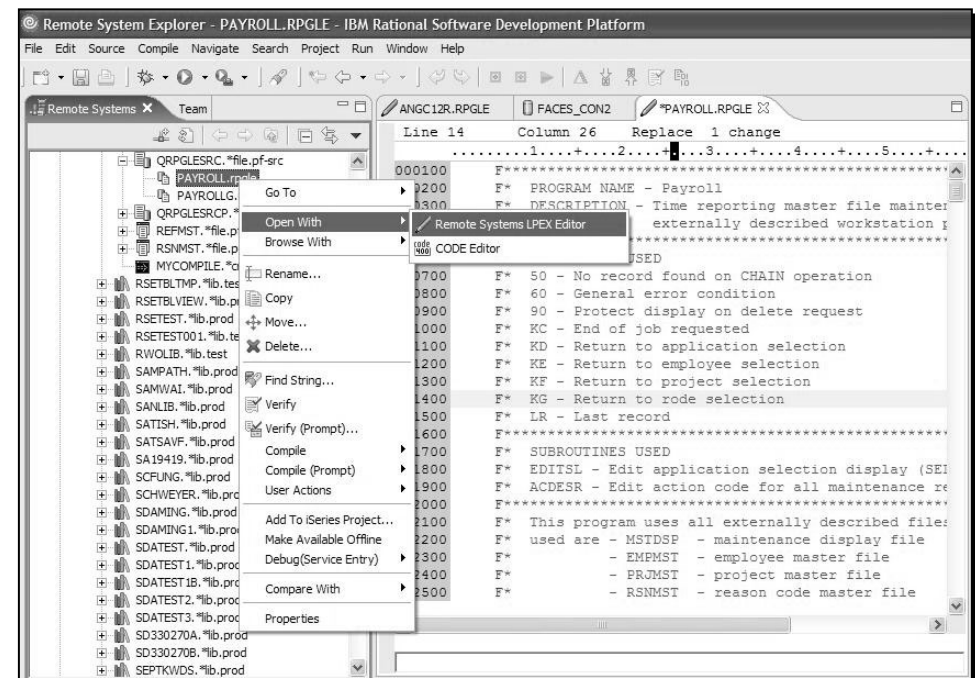 Remote System Explorer - PAYROLL.RPGLE - IBM Rational Software Development Platform
File Edit Source Compile Navigate Search Project Run Window Help
Remote Systems Team
QRPGLESRC.*file.pf-src
PAYROLL.rpgle
PAYROLLG.
QRPGLESRCP.*
REFMST.*file.p
RSNMST.*file.p
MYCOMPILE.*c
RSETBLTMP.*lib.tes
RSETBLVIEW.*lib.pr
RSETEST.*lib.prod
RSETEST001.*lib.te
RWOLIB.*lib.test
SAMPATH.*lib.prod
SAMWAI.*lib.prod
SANLIB.*lib.prod
SATISH.*lib.prod
SATSAVF.*lib.prod
SA19419.*lib.prod
SCFUNG.*lib.prod
SCHWEYER.*lib.prc
SDAMING.*lib.prod
SDAMING1.*lib.pro
SDATEST.*lib.prod
SDATEST1.*lib.prod
SDATEST1B.*lib.prc
SDATEST2.*lib.prod
SDATEST3.*lib.prod
SD330270A.*lib.prod
SD330270B.*lib.prod
SEPTKWDS.*lib.prod
Go To
Open With
Browse With
Rename...
Copy
Move...
Delete...
Find String...
Verify
Verify (Prompt)...
Compile
Compile (Prompt)
User Actions
Add To iSeries Project...
Make Available Offline
Debug(Service Entry)
Compare With
Properties
Remote Systems LPEX Editor
CODE Editor
ANGC12R.RPGLE FACES_CON2 *PAYROLL.RPGLE
Line 14 Column 26 Replace 1 change
.........1....+....2....+....3....+....4....+....5....+...
000100 F*****************************************************
0200 F* PROGRAM NAME - Payroll
0300 F* DESCRIPTION - Time reporting master file mainter
externally described workstation p
*****************************************
USED
0700 F* 50 - No record found on CHAIN operation
0800 F* 60 - General error condition
0900 F* 90 - Protect display on delete request
1000 F* KC - End of job requested
1100 F* KD - Return to application selection
1200 F* KE - Return to employee selection
1300 F* KF - Return to project selection
1400 F* KG - Return to rode selection
1500 F* LR - Last record
1600 F*****************************************************
1700 F* SUBROUTINES USED
1800 F* EDITSL - Edit application selection display (SEI
1900 F* ACDESR - Edit action code for all maintenance re
2000 F*****************************************************
2100 F* This program uses all externally described files
2200 F* used are - MSTDSP - maintenance display file
2300 F* - EMPMST - employee master file
2400 F* - PRJMST - project master file
2500 F* - RSNMST - reason code master file